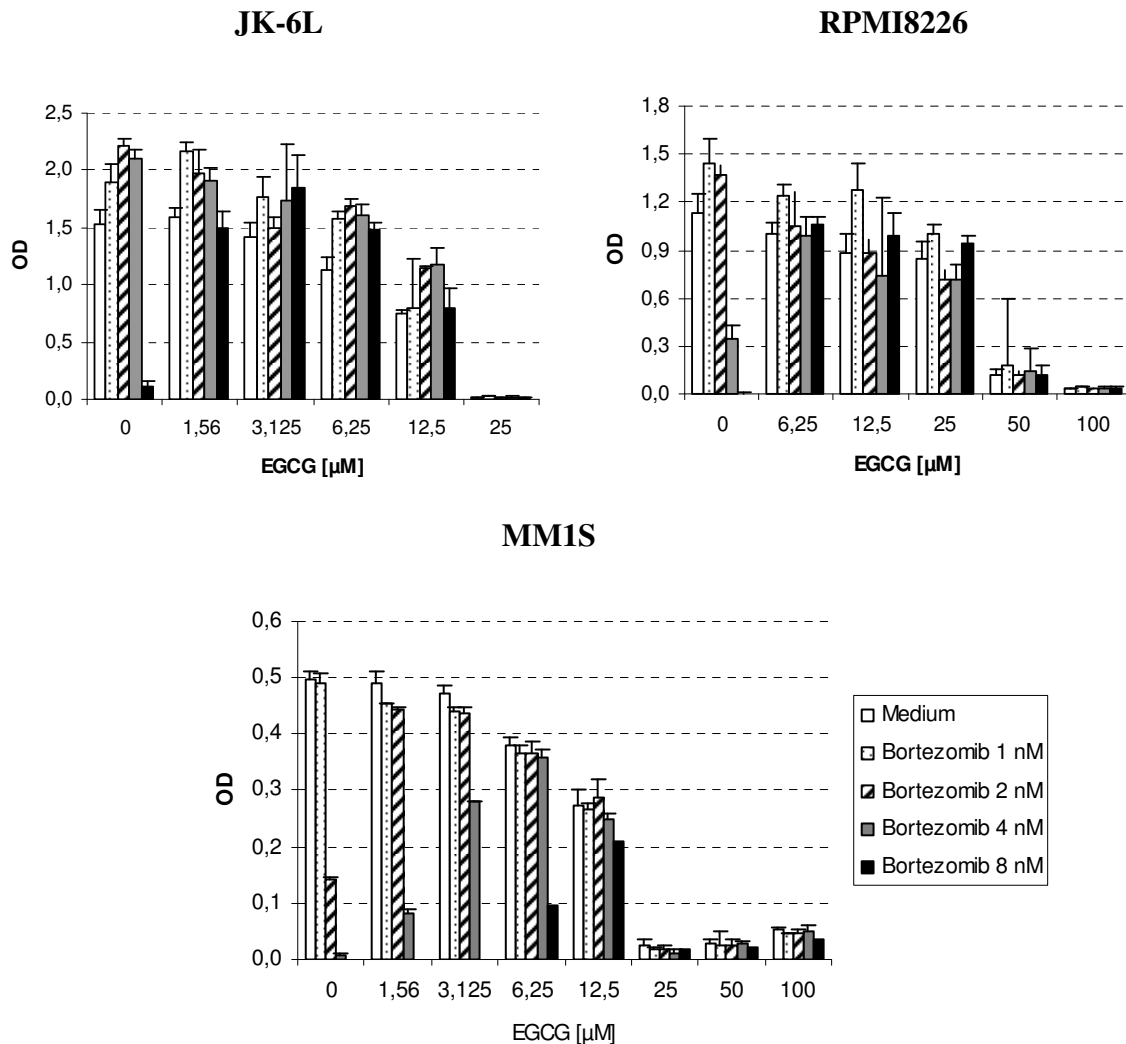 JK-6L
RPMI8226
2,5
2,0
1,5
1,0
0,5
0,0
OD
0 1,56 3,125 6,25 12,5 25
EGCG [µM]
1,8
1,5
1,2
0,9
0,6
0,3
0,0
OD
0 6,25 12,5 25 50 100
EGCG [µM]
MM1S
0,6
0,5
0,4
0,3
0,2
0,1
0,0
OD
0 1,56 3,125 6,25 12,5 25 50 100
EGCG [µM]
Medium
Bortezomib 1 nM
Bortezomib 2 nM
Bortezomib 4 nM
Bortezomib 8 nM